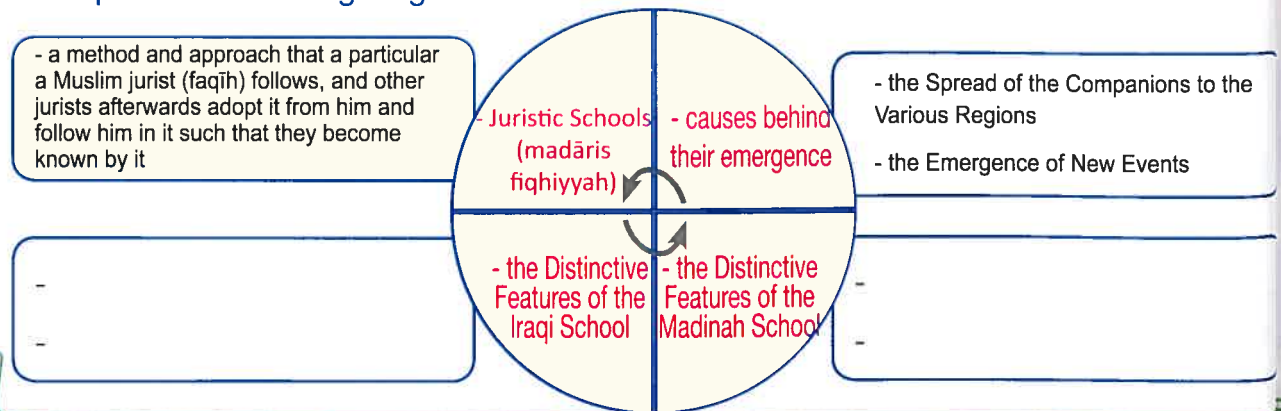 - a method and approach that a particular
a Muslim jurist (faqīh) follows, and other
jurists afterwards adopt it from him and
follow him in it such that they become
known by it
- Juristic Schools
(madāris
fiqhiyyah)
- causes behind
their emergence
- the Spread of the Companions to the
Various Regions
- the Emergence of New Events
-
-
- the Distinctive
Features of the
Iraqi School
- the Distinctive
Features of the
Madinah School
-
-